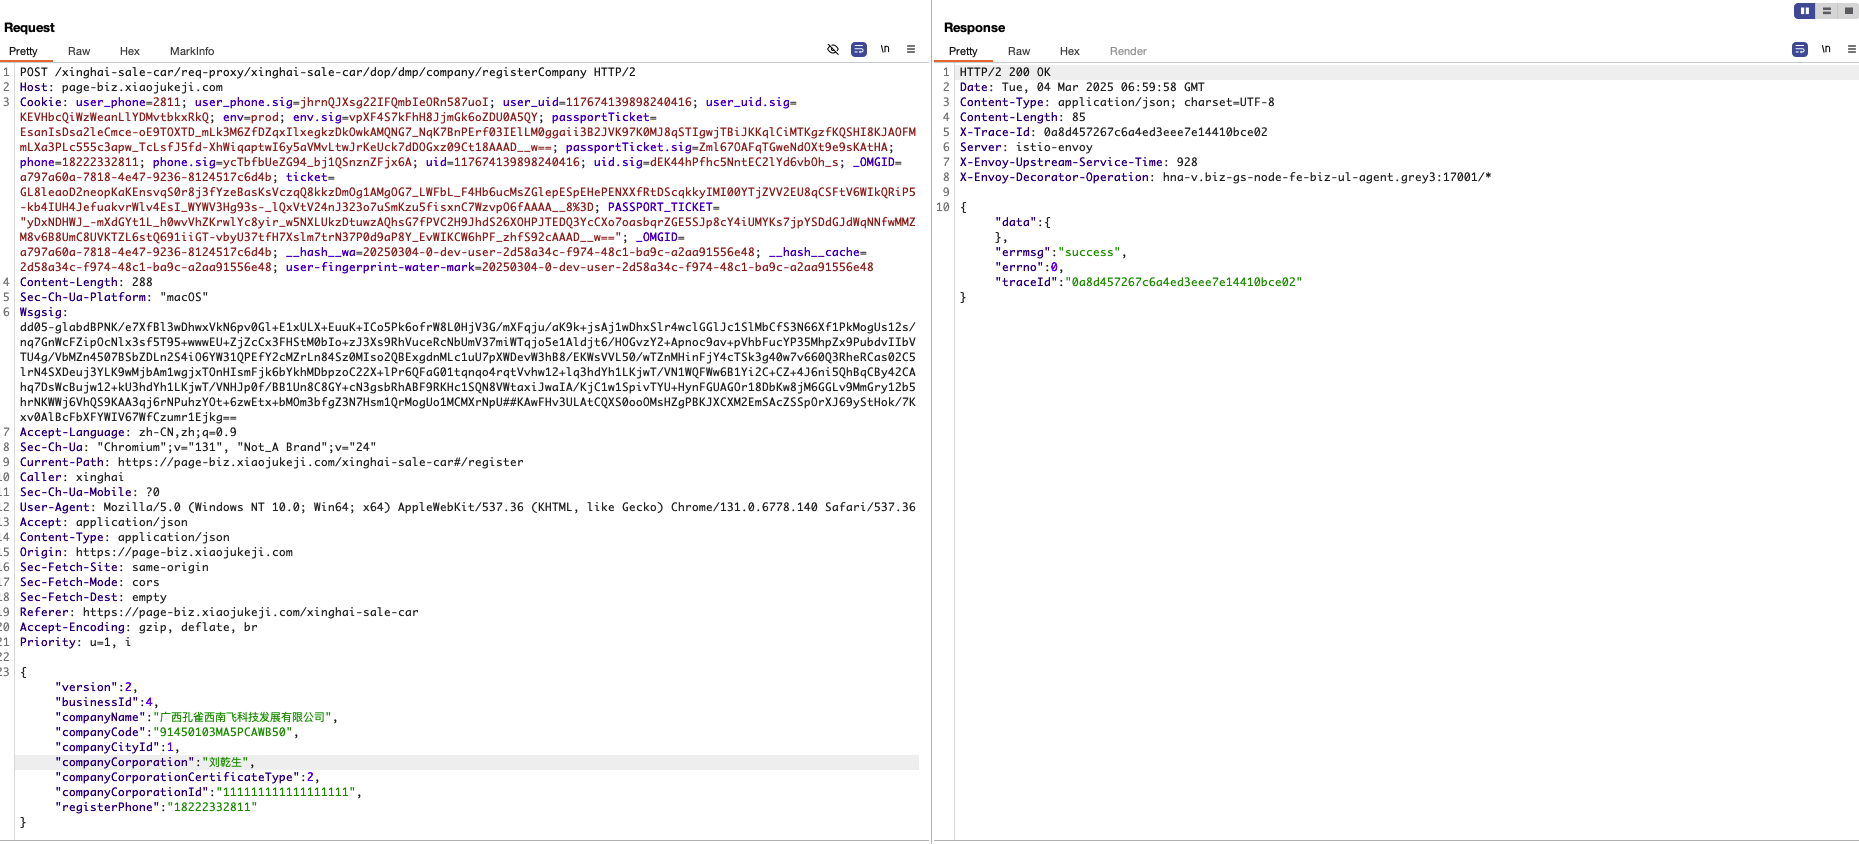 Request
Pretty Raw Hex MarkInfo
\n
1 POST /xinghai-sale-car/req-proxy/xinghai-sale-car/dop/dmp/company/registerCompany HTTP/2
2 Host: page-biz.xiaojukeji.com
3 Cookie: user_phone=2811; user_phone.sig=jhrnQJXsg22IFQmbIeORn587uoI; user_uid=117674139898240416; user_uid.sig=
KEVHbcQiWzWeanLlYDMvtbkxRkQ; env=prod; env.sig=vpXF4S7kFhH8JjmGk6oZDU0A5QY; passportTicket=
EsanIsDsa2leCmce-oE9TOXTD_mLk3M6ZfDZqxIlxegkzDkOwkAMQNG7_NqK7BnPErf03IElLM0ggaii3B2JVK97K0MJ8qSTIgwjTBiJKKqlCiMTKgzfKQSHI8KJAOFM
mLXa3PLc555c3apw_TcLsfJ5fd-XhWiqaptwI6y5aVMvLtwJrKeUck7dDOGxz09Ct18AAAD__w==; passportTicket.sig=Zml67OAFqTGweNdOXt9e9sKAtHA;
phone=18222332811; phone.sig=ycTbfbUeZG94_bj1QSnznZFjx6A; uid=117674139898240416; uid.sig=dEK44hPfhc5NntEC2lYd6vbOh_s; _OMGID=
a797a60a-7818-4e47-9236-8124517c6d4b; ticket=
GL8leaoD2neopKaKEnsvqS0r8j3fYzeBasKsVczqQ8kkzDmOg1AMgOG7_LWFbL_F4Hb6ucMsZGlepESpEHePENXXfRtDScqkkyIMI00YTjZVV2EU8qCSFtV6WIkQRiP5
-kb4IUH4JefuakvrWlv4EsI_WYWV3Hg93s-_lQxVtV24nJ323o7uSmKzu5fisxnC7WzvpO6fAAAA__8%3D; PASSPORT_TICKET=
"yDxNDHWJ_-mXdGYt1L_h0wvVhZKrwlYc8yir_w5NXLUkzDtuwzAQhsG7fPVC2H9JhdS26XOHPJTEDQ3YcCXo7oasbqrZGE5SJp8cY4iUMYKs7jpYSDdGJdWqNNfwMMZ
M8v6B8UmC8UVKTZL6stQ691iiGT-vbyU37tfH7Xslm7trN37P0d9aP8Y_EvWIKCW6hPF_zhfS92cAAAD__w=="; _OMGID=
a797a60a-7818-4e47-9236-8124517c6d4b; __hash__wa=20250304-0-dev-user-2d58a34c-f974-48c1-ba9c-a2aa91556e48; __hash__cache=
2d58a34c-f974-48c1-ba9c-a2aa91556e48; user-fingerprint-water-mark=20250304-0-dev-user-2d58a34c-f974-48c1-ba9c-a2aa91556e48
4 Content-Length: 288
5 Sec-Ch-Ua-Platform: "macOS"
6 Wsgsig:
dd05-glabdBPNK/e7XfBl3wDhwxVkN6pv0Gl+E1xULX+EuuK+ICo5Pk6ofrW8L0HjV3G/mXFqju/aK9k+jsAj1wDhxSlr4wclGGlJc1SlMbCfS3N66Xf1PkMogUs12s/
nq7GnWcFZipOcNlx3sf5T95+wwwEU+ZjZcCx3FHStM0bIo+zJ3Xs9RhVuceRcNbUmV37miWTqjo5e1Aldjt6/HOGvzY2+Apnoc9av+pVhbFucYP35MhpZx9PubdvIIbV
TU4g/VbMZn4507BSbZDLn2S4iO6YW31QPEfY2cMZrLn84Sz0MIso2QBExgdnMLc1uU7pXWDevW3hB8/EKWsVVL50/wTZnMHinFjY4cTSk3g40w7v660Q3RheRCas02C5
lrN4SXDeuj3YLK9wMjbAm1wgjxTOnHIsmFjk6bYkhMDbpzoC22X+lPr6QFaG01tqnqo4rqtVvhw12+lq3hdYh1LKjwT/VN1WQFWw6B1Yi2C+CZ+4J6ni5QhBqCBy42CA
hq7DsWcBujw12+kU3hdYh1LKjwT/VNHJp0f/BB1Un8C8GY+cN3gsbRhABF9RKHc1SQN8VWtaxiJwaIA/KjC1w1SpivTYU+HynFGUAGOr18DbKw8jM6GGLv9MmGry12b5
hrNKWWj6VhQS9KAA3qj6rNPuhzYOt+6zwEtx+bMOm3bfgZ3N7Hsm1QrMogUo1MCMXrNpU##KAwFHv3ULAtCQXS0ooOMsHZgPBKJXCXM2EmSAcZSSpOrXJ69yStHok/7K
xv0AlBcFbXFYWIV67WfCzumr1Ejkg==
7 Accept-Language: zh-CN,zh;q=0.9
8 Sec-Ch-Ua: "Chromium";v="131", "Not_A Brand";v="24"
9 Current-Path: https://page-biz.xiaojukeji.com/xinghai-sale-car#/register
10 Caller: xinghai
11 Sec-Ch-Ua-Mobile: ?0
12 User-Agent: Mozilla/5.0 (Windows NT 10.0; Win64; x64) AppleWebKit/537.36 (KHTML, like Gecko) Chrome/131.0.6778.140 Safari/537.36
13 Accept: application/json
14 Content-Type: application/json
15 Origin: https://page-biz.xiaojukeji.com
16 Sec-Fetch-Site: same-origin
17 Sec-Fetch-Mode: cors
18 Sec-Fetch-Dest: empty
19 Referer: https://page-biz.xiaojukeji.com/xinghai-sale-car
20 Accept-Encoding: gzip, deflate, br
21 Priority: u=1, i
22
23 {
"version":2,
"businessId":4,
"companyName":"广西孔雀西南飞科技发展有限公司",
"companyCode":"91450103MA5PCAWB50",
"companyCityId":1,
"companyCorporation":"刘乾生",
"companyCorporationCertificateType":2,
"companyCorporationId":"111111111111111111",
"registerPhone":"18222332811"
}
Response
Pretty Raw Hex Render
\n
1 HTTP/2 200 OK
2 Date: Tue, 04 Mar 2025 06:59:58 GMT
3 Content-Type: application/json; charset=UTF-8
4 Content-Length: 85
5 X-Trace-Id: 0a8d457267c6a4ed3eee7e14410bce02
6 Server: istio-envoy
7 X-Envoy-Upstream-Service-Time: 928
8 X-Envoy-Decorator-Operation: hna-v.biz-gs-node-fe-biz-ul-agent.grey3:17001/*
9
10 {
"data":{
},
"errmsg":"success",
"errno":0,
"traceId":"0a8d457267c6a4ed3eee7e14410bce02"
}